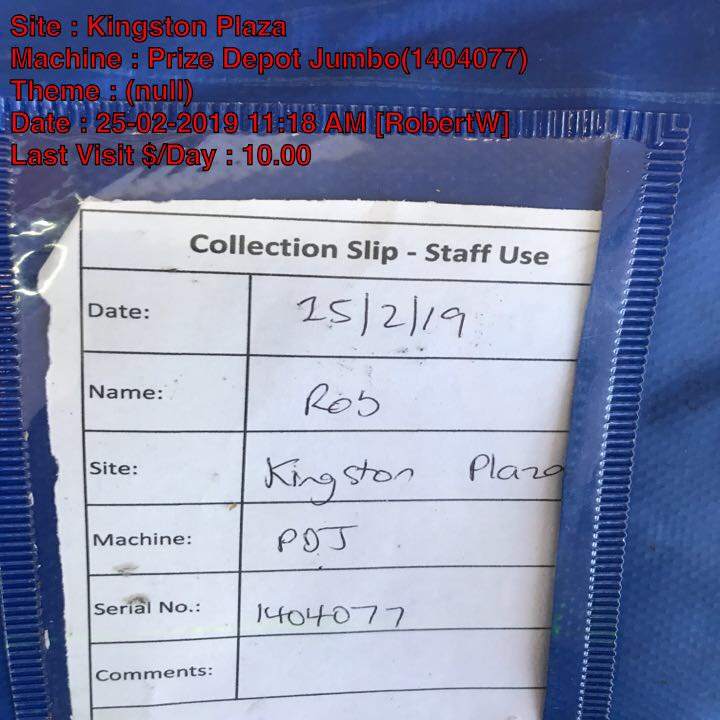 Site : Kingston Plaza
Machine : Prize Depot Jumbo(1404077)
Theme : (null)
Date : 25-02-2019 11:18 AM [RobertW]
Last Visit $/Day : 10.00
Collection Slip - Staff Use
Date: 25/2/19
Name: Rob
Site: Kingston Plaza
Machine: PDJ
Serial No.: 1404077
Comments: